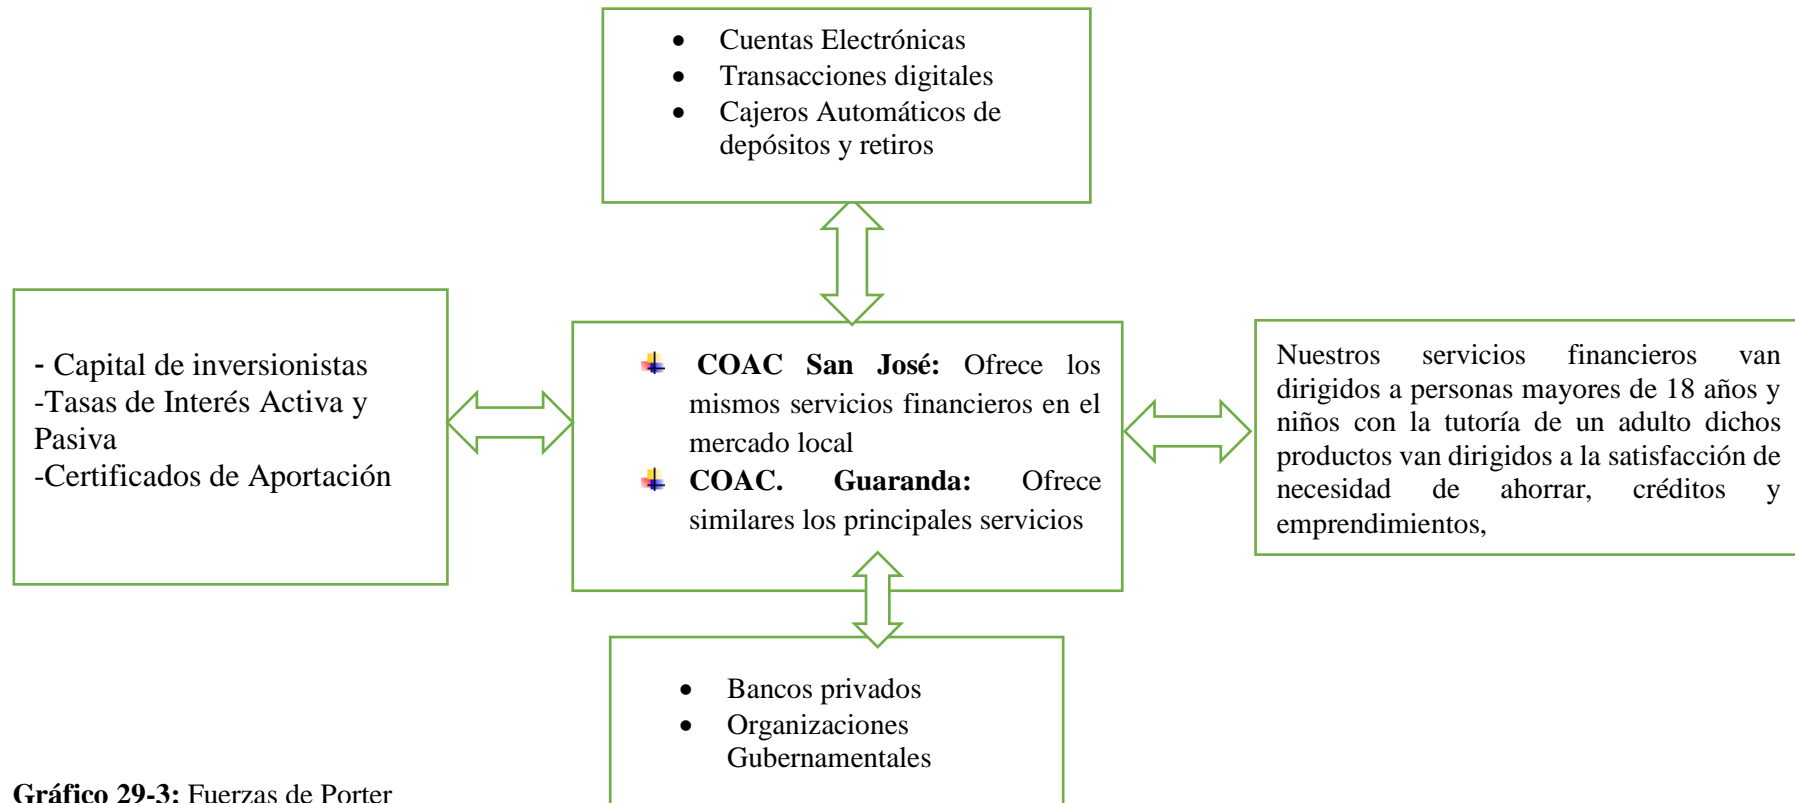 • Cuentas Electrónicas
• Transacciones digitales
• Cajeros Automáticos de
depósitos y retiros
- Capital de inversionistas
-Tasas de Interés Activa y
Pasiva
-Certificados de Aportación
COAC San José: Ofrece los
mismos servicios financieros en el
mercado local
COAC. Guaranda: Ofrece
similares los principales servicios
Nuestros servicios financieros van
dirigidos a personas mayores de 18 años y
niños con la tutoría de un adulto dichos
productos van dirigidos a la satisfacción de
necesidad de ahorrar, créditos y
emprendimientos,
• Bancos privados
• Organizaciones
Gubernamentales
Gráfico 29-3: Fuerzas de Porter